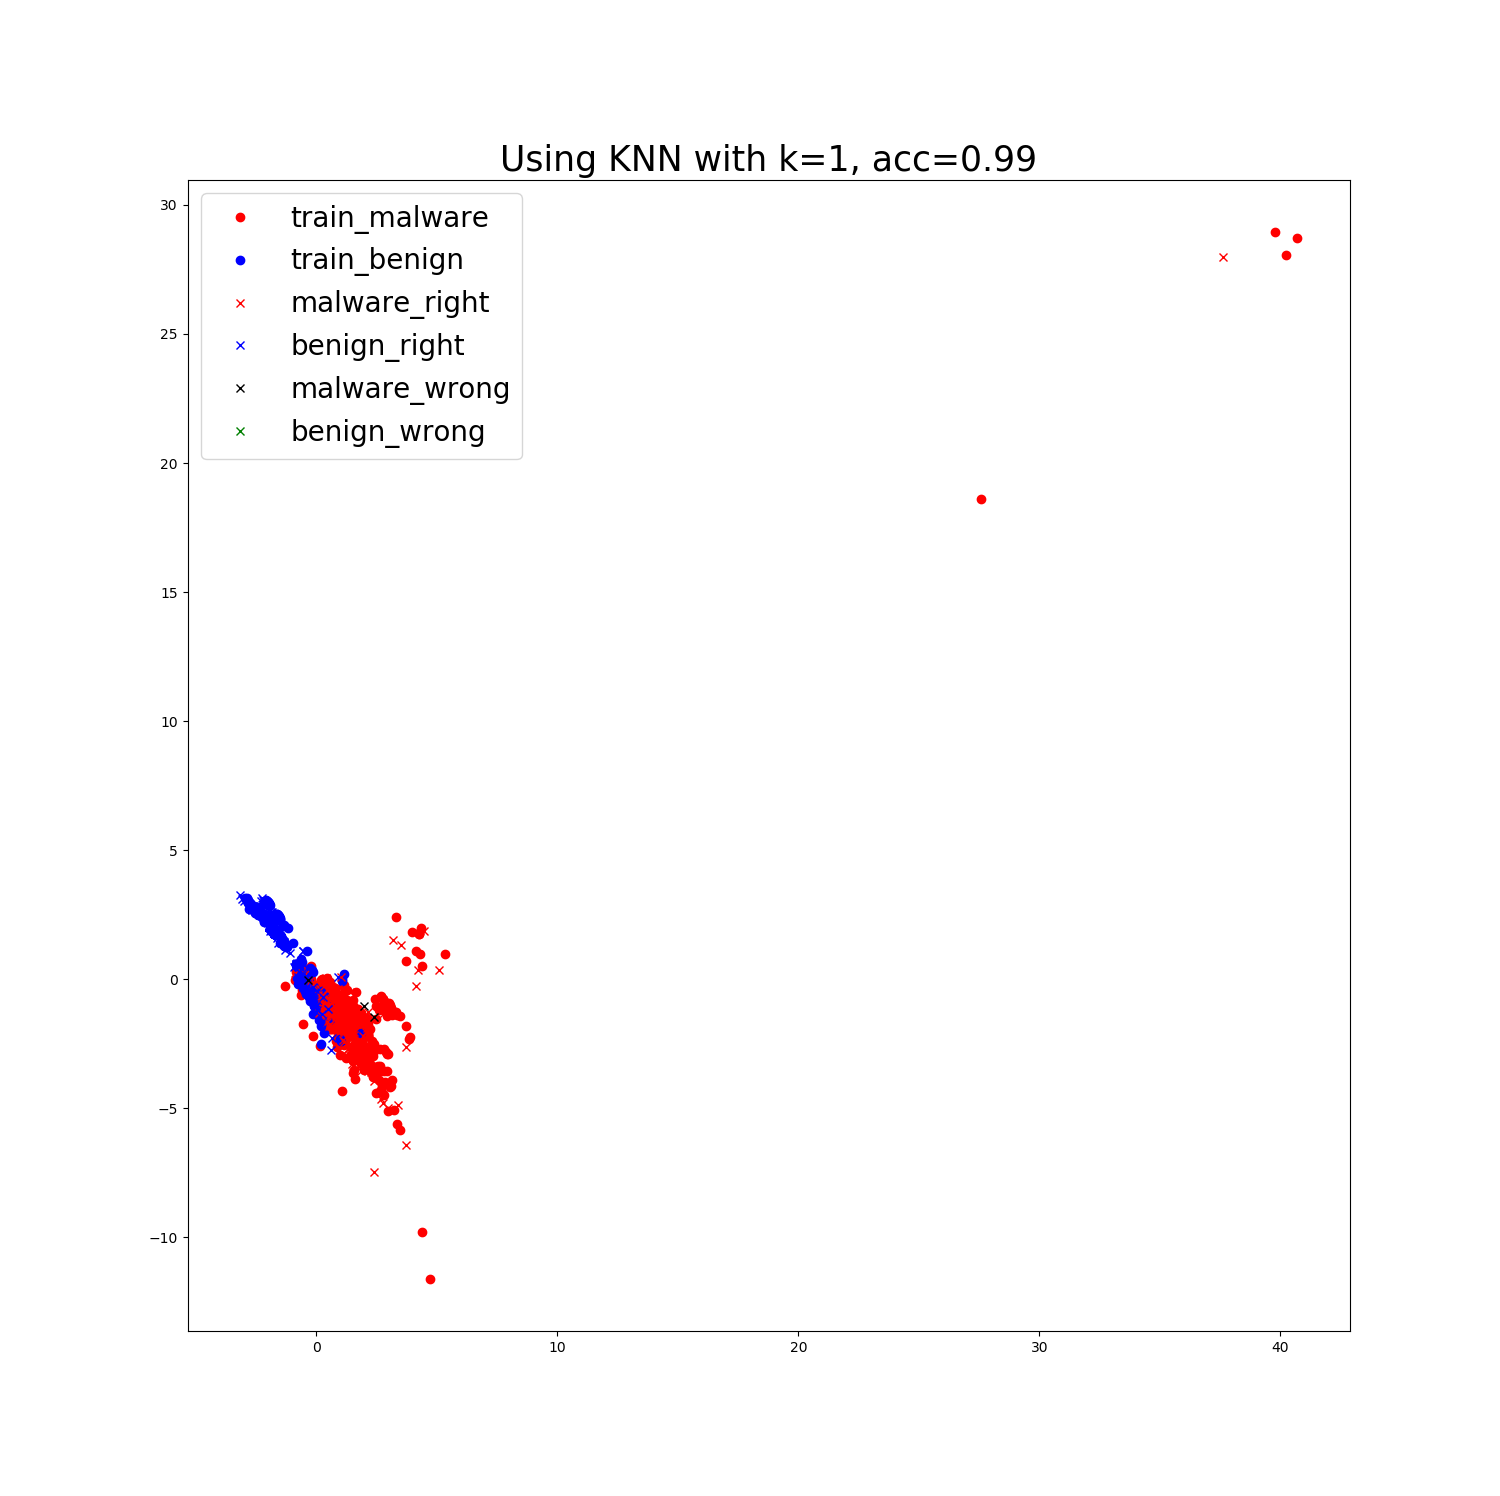 Using KNN with k=1, acc=0.99
train_malware
train_benign
malware_right
benign_right
malware_wrong
benign_wrong
30
25
20
15
10
5
0
−5
−10
0 10 20 30 40